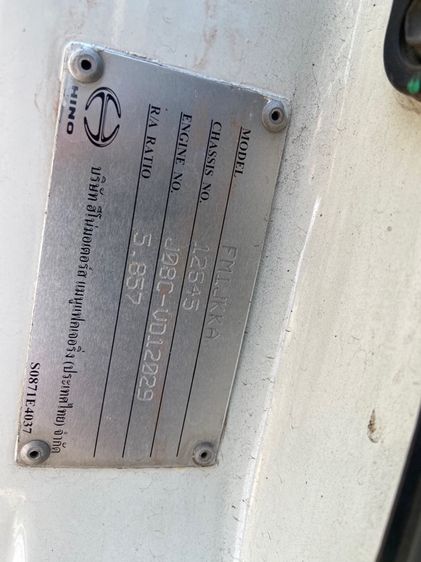 MODEL FM1JKKA
CHASSIS NO. 12645
ENGINE NO. J08C-UD12029
R/A RATIO 5.857
HINO
บริษัท ฮีโน่มอเตอร์ส แมนูแฟคเจอริ่ง (ประเทศไทย) จำกัด
S0871E4037